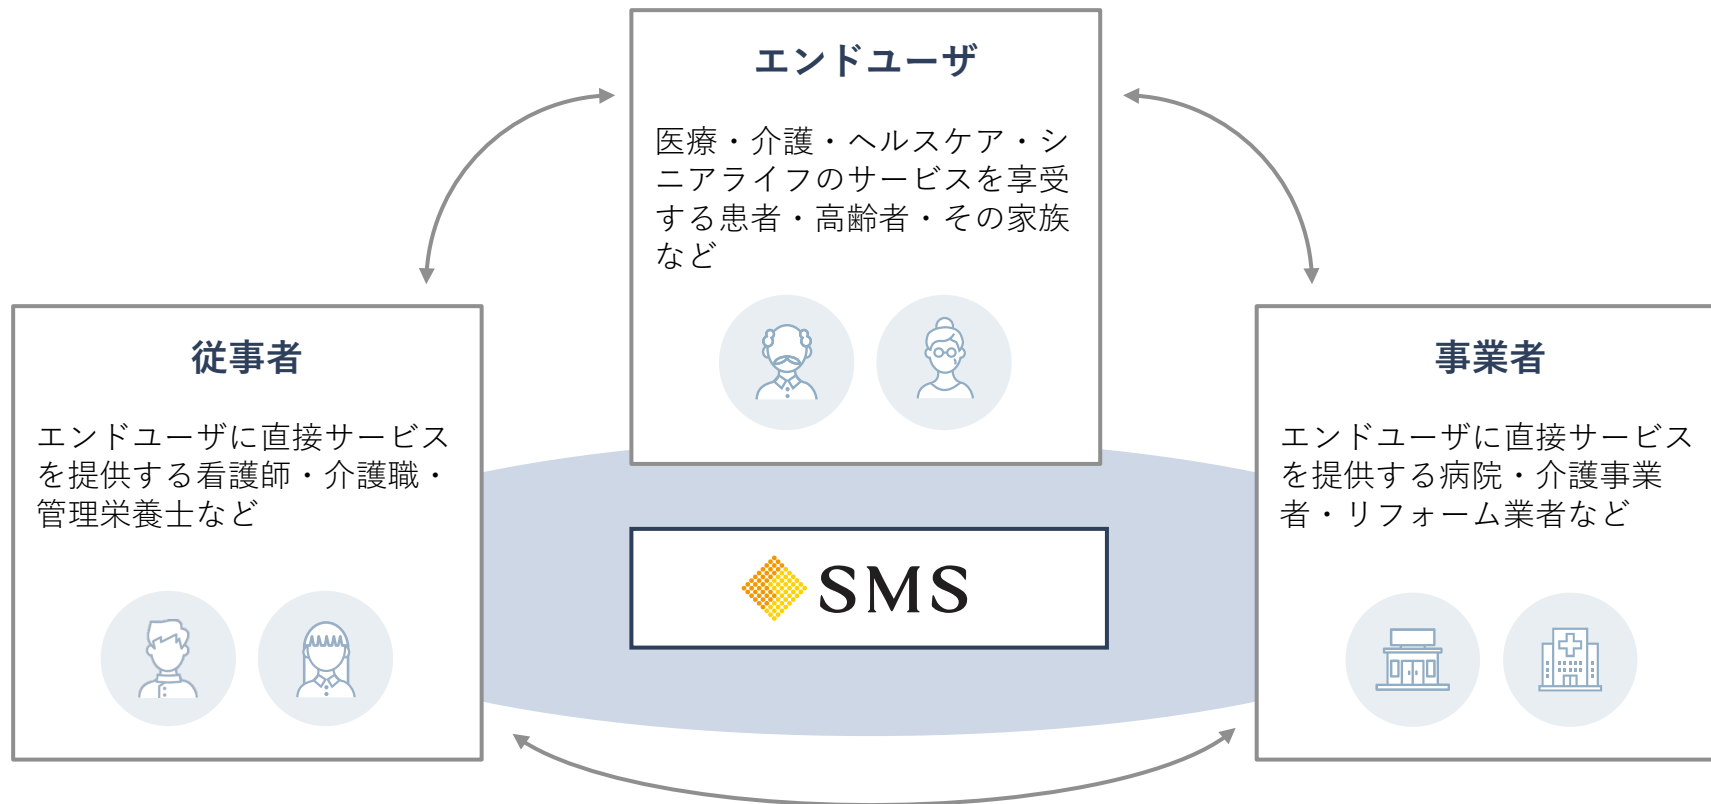 エンドユーザ
医療・介護・ヘルスケア・シ
ニアライフのサービスを享受
する患者・高齢者・その家族
など
従事者
エンドユーザに直接サービス
を提供する看護師・介護職・
管理栄養士など
事業者
エンドユーザに直接サービス
を提供する病院・介護事業
者・リフォーム業者など
SMS